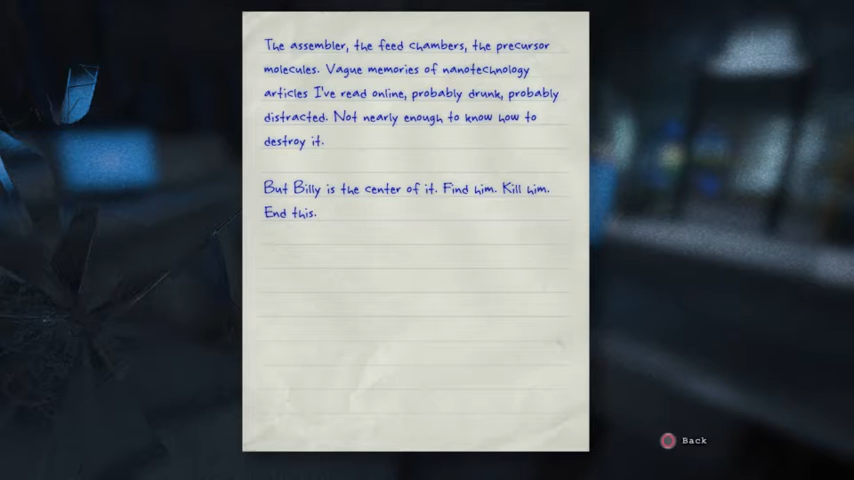 The assembler, the feed chambers, the precursor
molecules. Vague memories of nanotechnology
articles I've read online, probably drunk, probably
distracted. Not nearly enough to know how to
destroy it.
But Billy is the center of it. Find him. Kill him.
End this.
Back